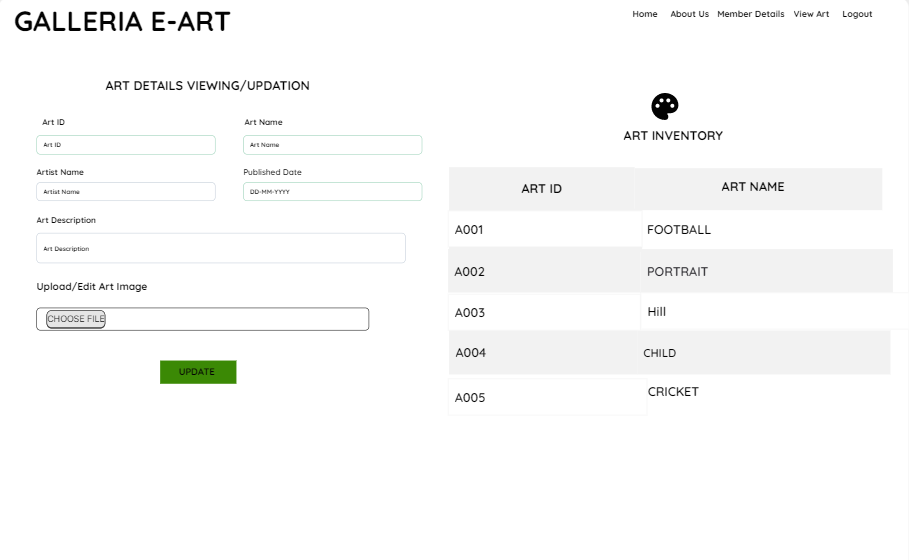 GALLERIA E-ART
Home About Us Member Details View Art Logout
ART DETAILS VIEWING/UPDATION
Art ID Art Name
Art ID Art Name
Artist Name Published Date
Artist Name DD-MM-YYYY
Art Description
Art Description
Upload/Edit Art Image
CHOOSE FILE
UPDATE
ART INVENTORY
ART ID ART NAME
A001 FOOTBALL
A002 PORTRAIT
A003 Hill
A004 CHILD
A005 CRICKET